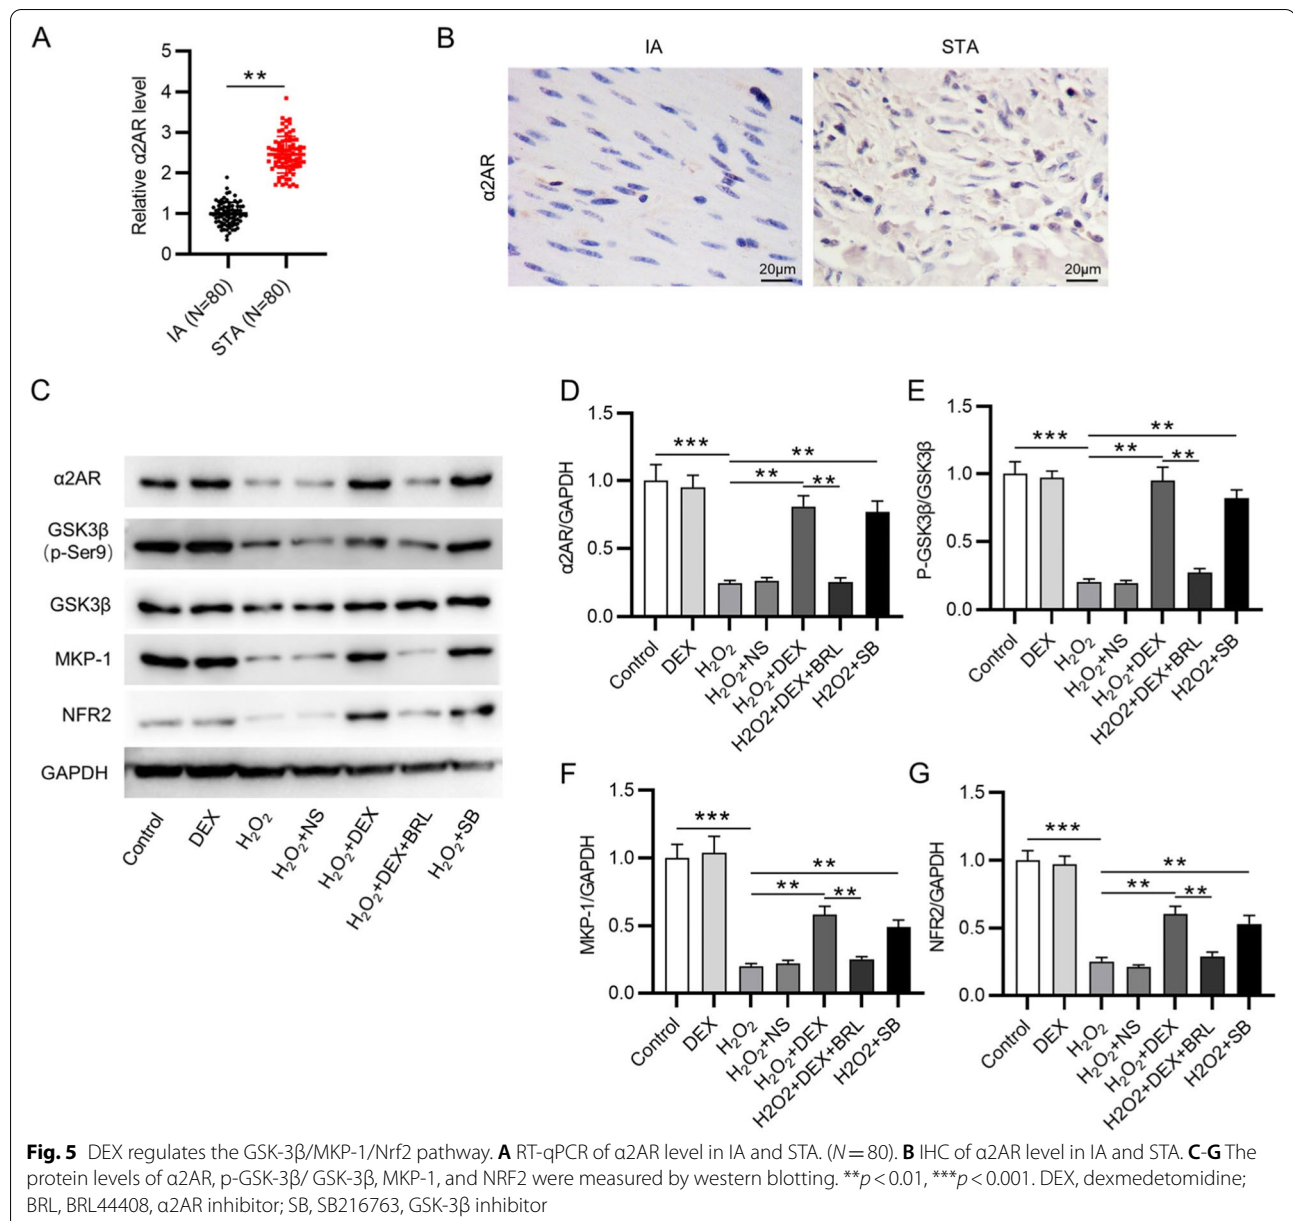 A
5
4
3
2
1
0
Relative α2AR level
**
IA (N=80)
STA (N=80)
B
IA
STA
α2AR
20μm
20μm
C
α2AR
GSK3β
(p-Ser9)
GSK3β
MKP-1
NFR2
GAPDH
Control
DEX
H₂O₂
H₂O₂+NS
H₂O₂+DEX
H₂O₂+DEX+BRL
H₂O₂+SB
D
1.5
1.0
0.5
0.0
α2AR/GAPDH
***
**
**
**
Control
DEX
H₂O₂
H₂O₂+NS
H₂O₂+DEX
H2O2+DEX+BRL
H2O2+SB
E
1.5
1.0
0.5
0.0
P-GSK3β/GSK3β
***
**
**
**
Control
DEX
H₂O₂
H₂O₂+NS
H₂O₂+DEX
H2O2+DEX+BRL
H2O2+SB
F
1.5
1.0
0.5
0.0
MKP-1/GAPDH
***
**
**
**
Control
DEX
H₂O₂
H₂O₂+NS
H₂O₂+DEX
H2O2+DEX+BRL
H2O2+SB
G
1.5
1.0
0.5
0.0
NFR2/GAPDH
***
**
**
**
Control
DEX
H₂O₂
H₂O₂+NS
H₂O₂+DEX
H2O2+DEX+BRL
H2O2+SB
Fig. 5 DEX regulates the GSK-3β/MKP-1/Nrf2 pathway. A RT-qPCR of α2AR level in IA and STA. (N = 80). B IHC of α2AR level in IA and STA. C-G The
protein levels of α2AR, p-GSK-3β/ GSK-3β, MKP-1, and NRF2 were measured by western blotting. **p < 0.01, ***p < 0.001. DEX, dexmedetomidine;
BRL, BRL44408, α2AR inhibitor; SB, SB216763, GSK-3β inhibitor